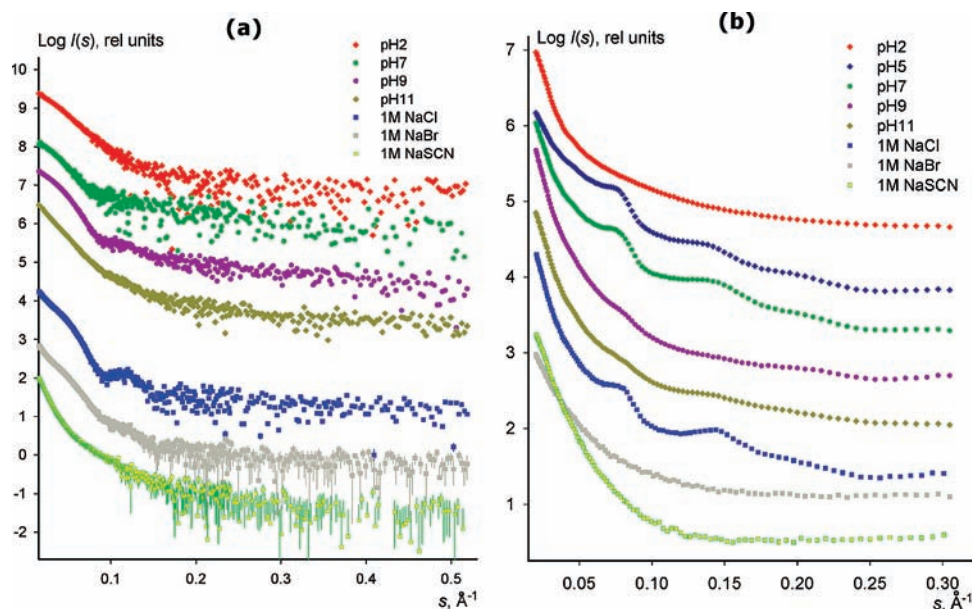 (a)
Log I(s), rel units
pH2
pH7
pH9
pH11
1M NaCl
1M NaBr
1M NaSCN
10
9
8
7
6
5
4
3
2
1
0
-1
-2
0.1 0.2 0.3 0.4 0.5
s, Å-1
(b)
Log I(s), rel units
pH2
pH5
pH7
pH9
pH11
1M NaCl
1M NaBr
1M NaSCN
7
6
5
4
3
2
1
0.05 0.10 0.15 0.20 0.25 0.30
s, Å-1